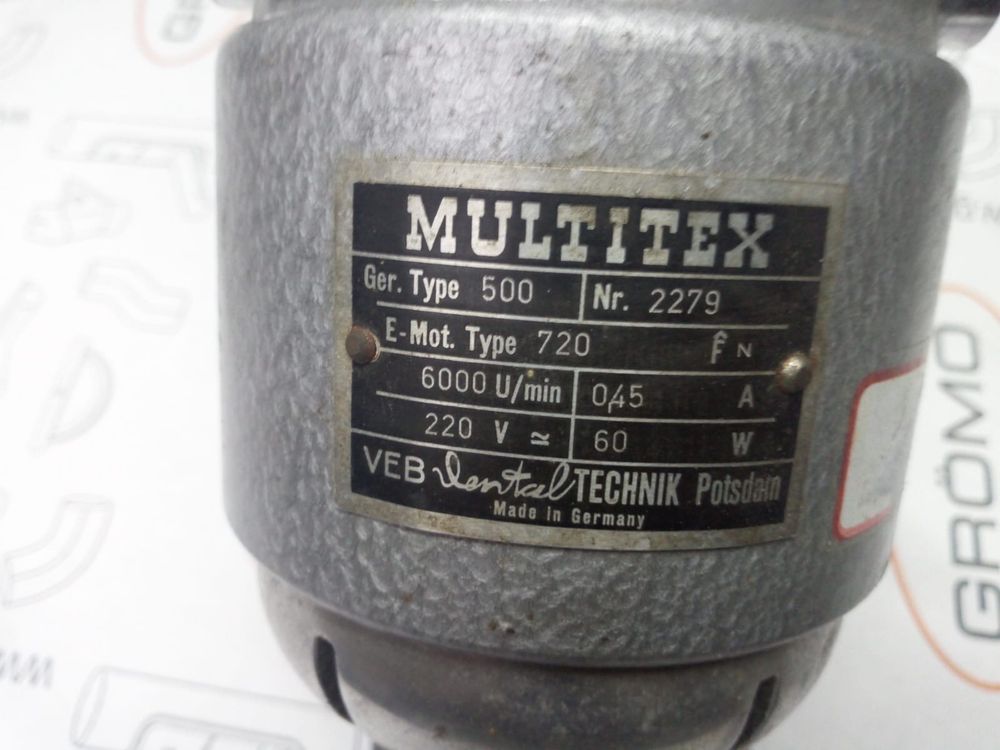 MULTITEX
Ger. Type 500 Nr. 2279
E-Mot. Type 720 F̂ N
6000 U/min 0,45 A
220 V ≃ 60 W
VEB Dental TECHNIK Potsdam
Made in Germany
GRÖMO
GRÖMO